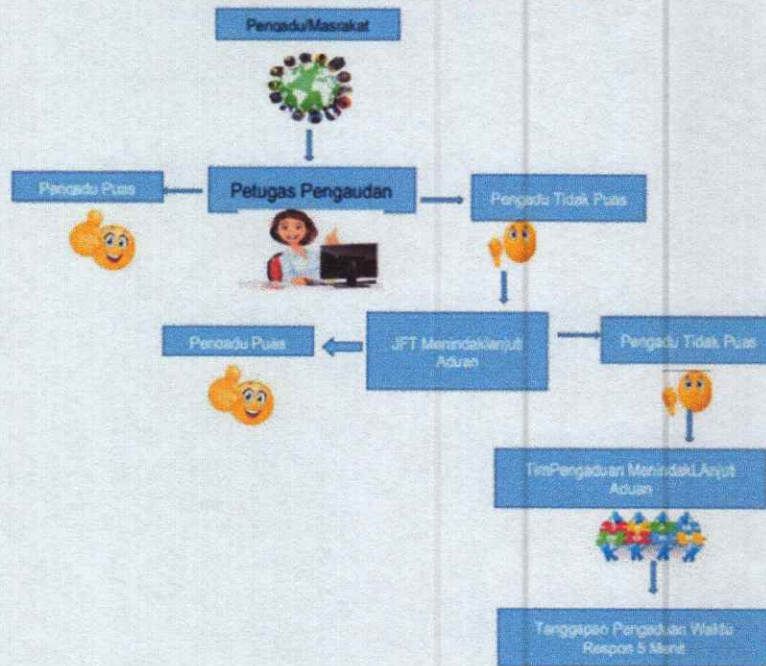 Pengadu/Masrakat
Pengadu Puas
Petugas Pengaudan
Pengadu Tidak Puas
Pengadu Puas
JFT Menindaklanjuti
Aduan
Pengadu Tidak Puas
TimPengaduan MenindakLAnjuti
Aduan
Tanggapan Pengaduan Waktu
Respon 5 Menit